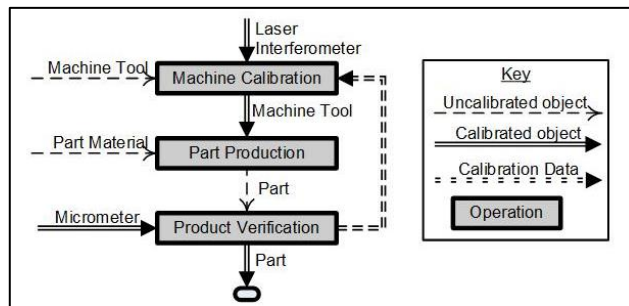 Laser
Interferometer
Machine Tool
Machine Calibration
Machine Tool
Part Material
Part Production
Part
Micrometer
Product Verification
Part
Key
Uncalibrated object
Calibrated object
Calibration Data
Operation